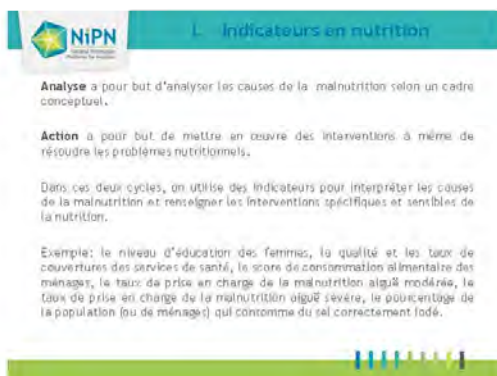 NiPN
I. Indicateurs en nutrition
Analyse a pour but d'analyser les causes de la malnutrition selon un cadre
conceptuel.
Action a pour but de mettre en œuvre des interventions à même de
résoudre les problèmes nutritionnels.
Dans ces deux cycles, on utilise des indicateurs pour interpréter les causes
de la malnutrition et renseigner les interventions spécifiques et sensibles de
la nutrition.
Exemple: le niveau d'éducation des femmes, la qualité et les taux de
couvertures des services de santé, le score de consommation alimentaire des
ménages, le taux de prise en charge de la malnutrition aiguë modérée, le
taux de prise en charge de la malnutrition aiguë sévère, le pourcentage de
la population (ou de ménages) qui consomme du sel correctement iodé.